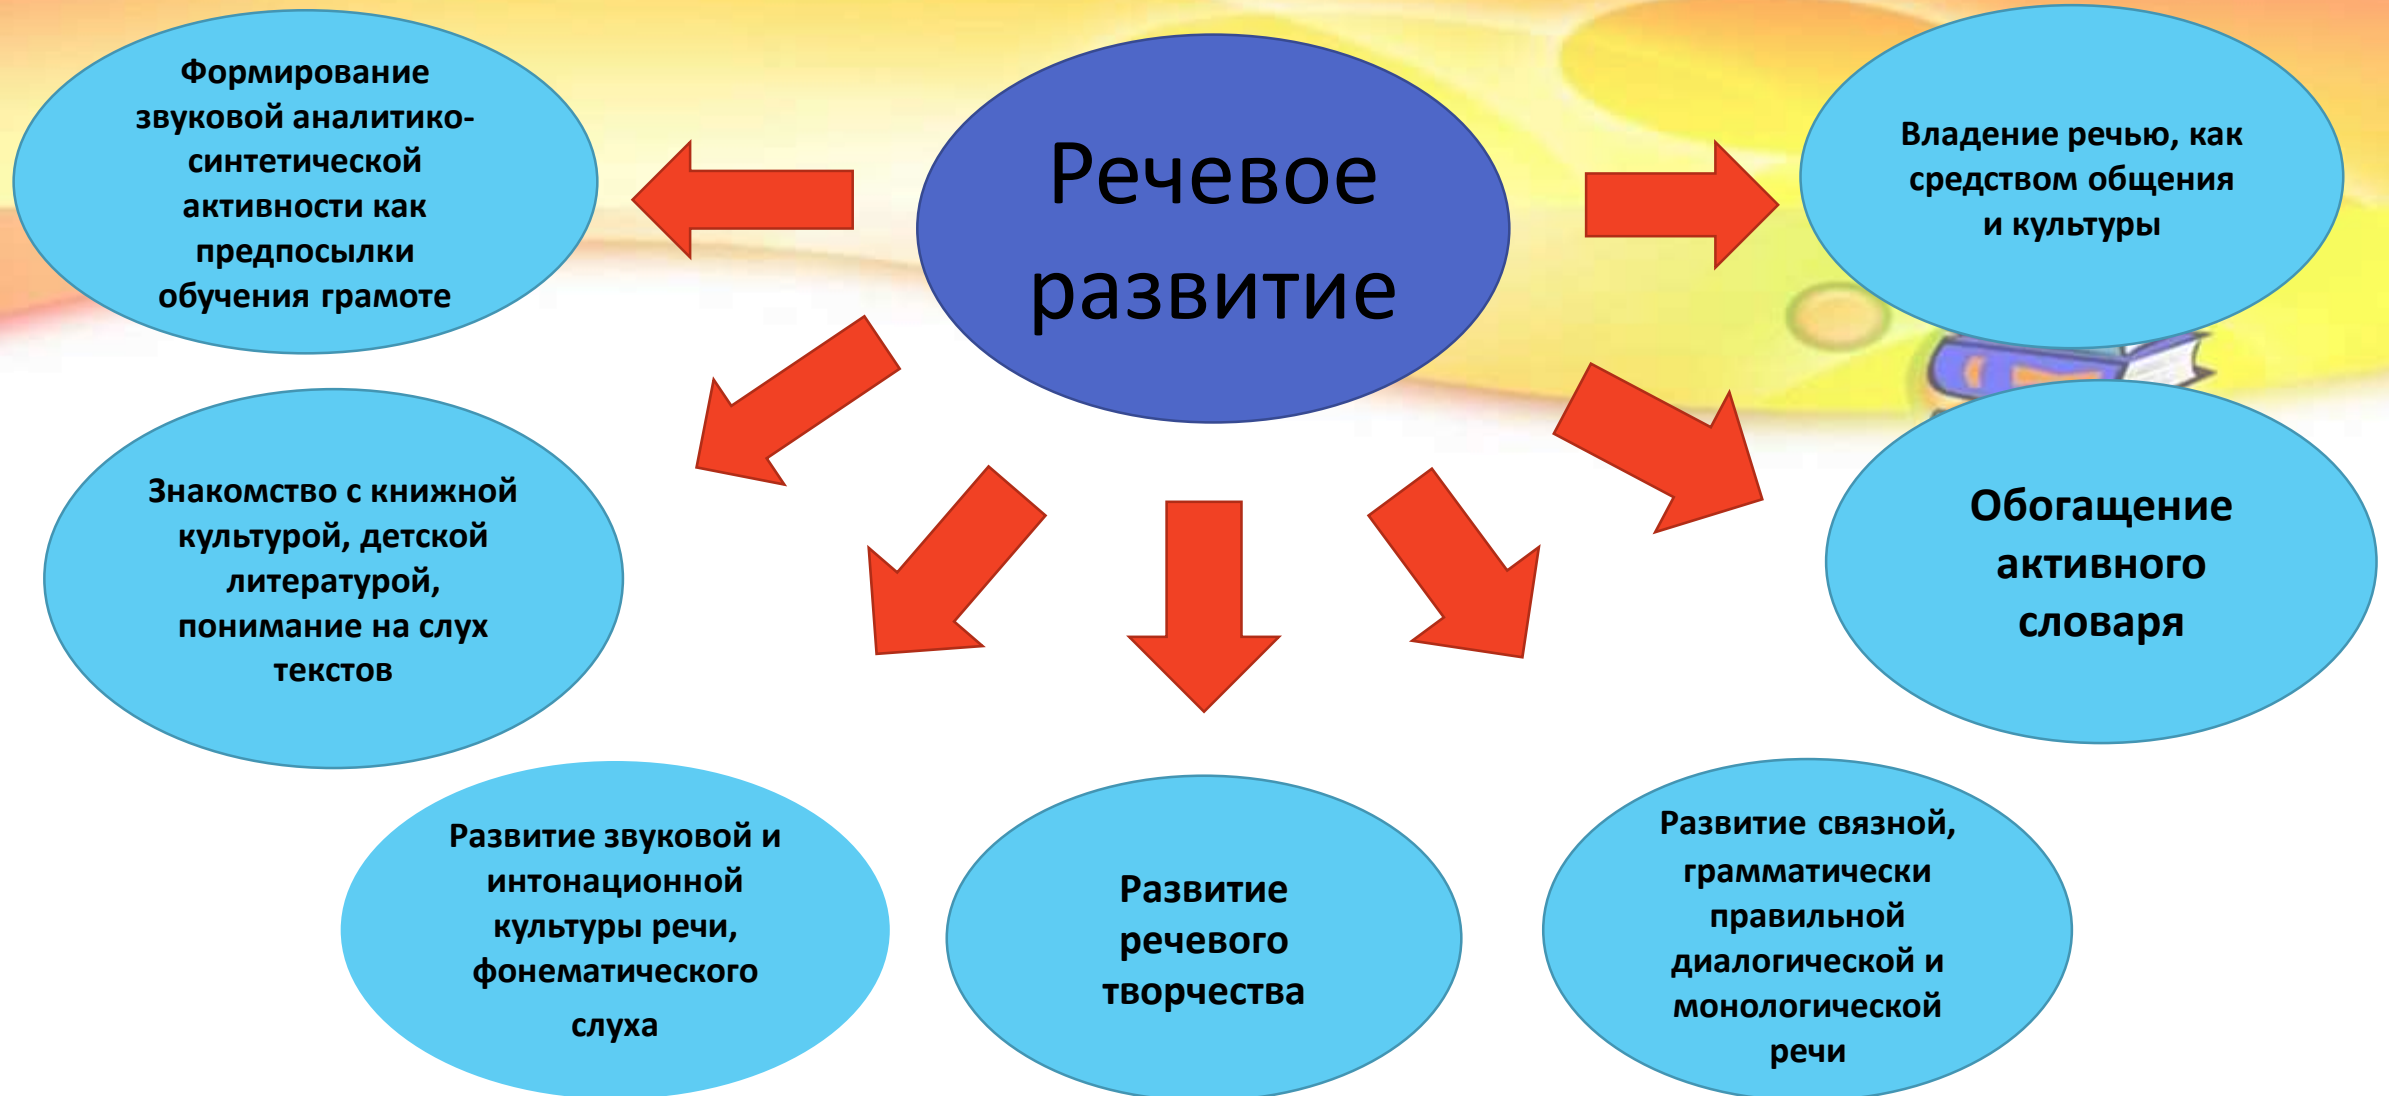 Речевое
развитие
Формирование
звуковой аналитико-
синтетической
активности как
предпосылки
обучения грамоте
Владение речью, как
средством общения
и культуры
Знакомство с книжной
культурой, детской
литературой,
понимание на слух
текстов
Обогащение
активного
словаря
Развитие звуковой и
интонационной
культуры речи,
фонематического
слуха
Развитие
речевого
творчества
Развитие связной,
грамматически
правильной
диалогической и
монологической
речи